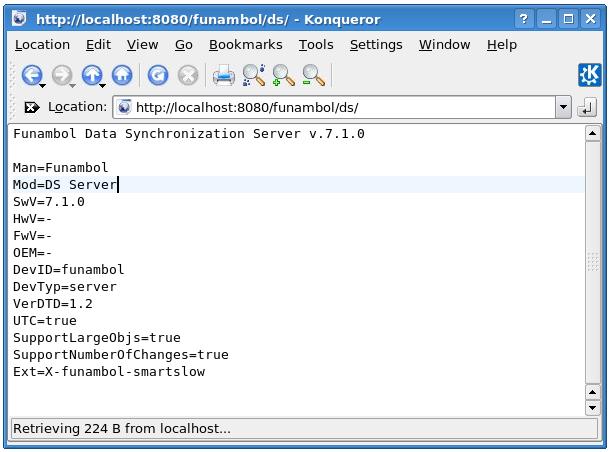 http://localhost:8080/funambol/ds/ - Konqueror
Location Edit View Go Bookmarks Tools Settings Window Help
Location: http://localhost:8080/funambol/ds/
Funambol Data Synchronization Server v.7.1.0
Man=Funambol
Mod=DS Server
SwV=7.1.0
HwV=-
FwV=-
OEM=-
DevID=funambol
DevTyp=server
VerDTD=1.2
UTC=true
SupportLargeObjs=true
SupportNumberOfChanges=true
Ext=X-funambol-smartslow
Retrieving 224 B from localhost...